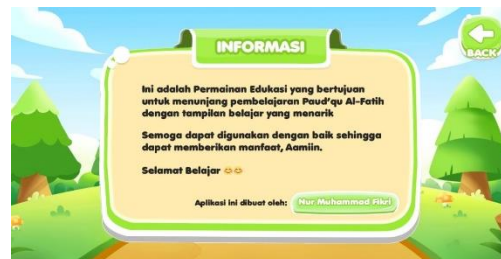 INFORMASI
BACK
Ini adalah Permainan Edukasi yang bertujuan
untuk menunjang pembelajaran Paud'qu Al-Fatih
dengan tampilan belajar yang menarik
Semoga dapat digunakan dengan baik sehingga
dapat memberikan manfaat, Aamiin.
Selamat Belajar 😊😊
Aplikasi ini dibuat oleh: Nur Muhammad Fikri